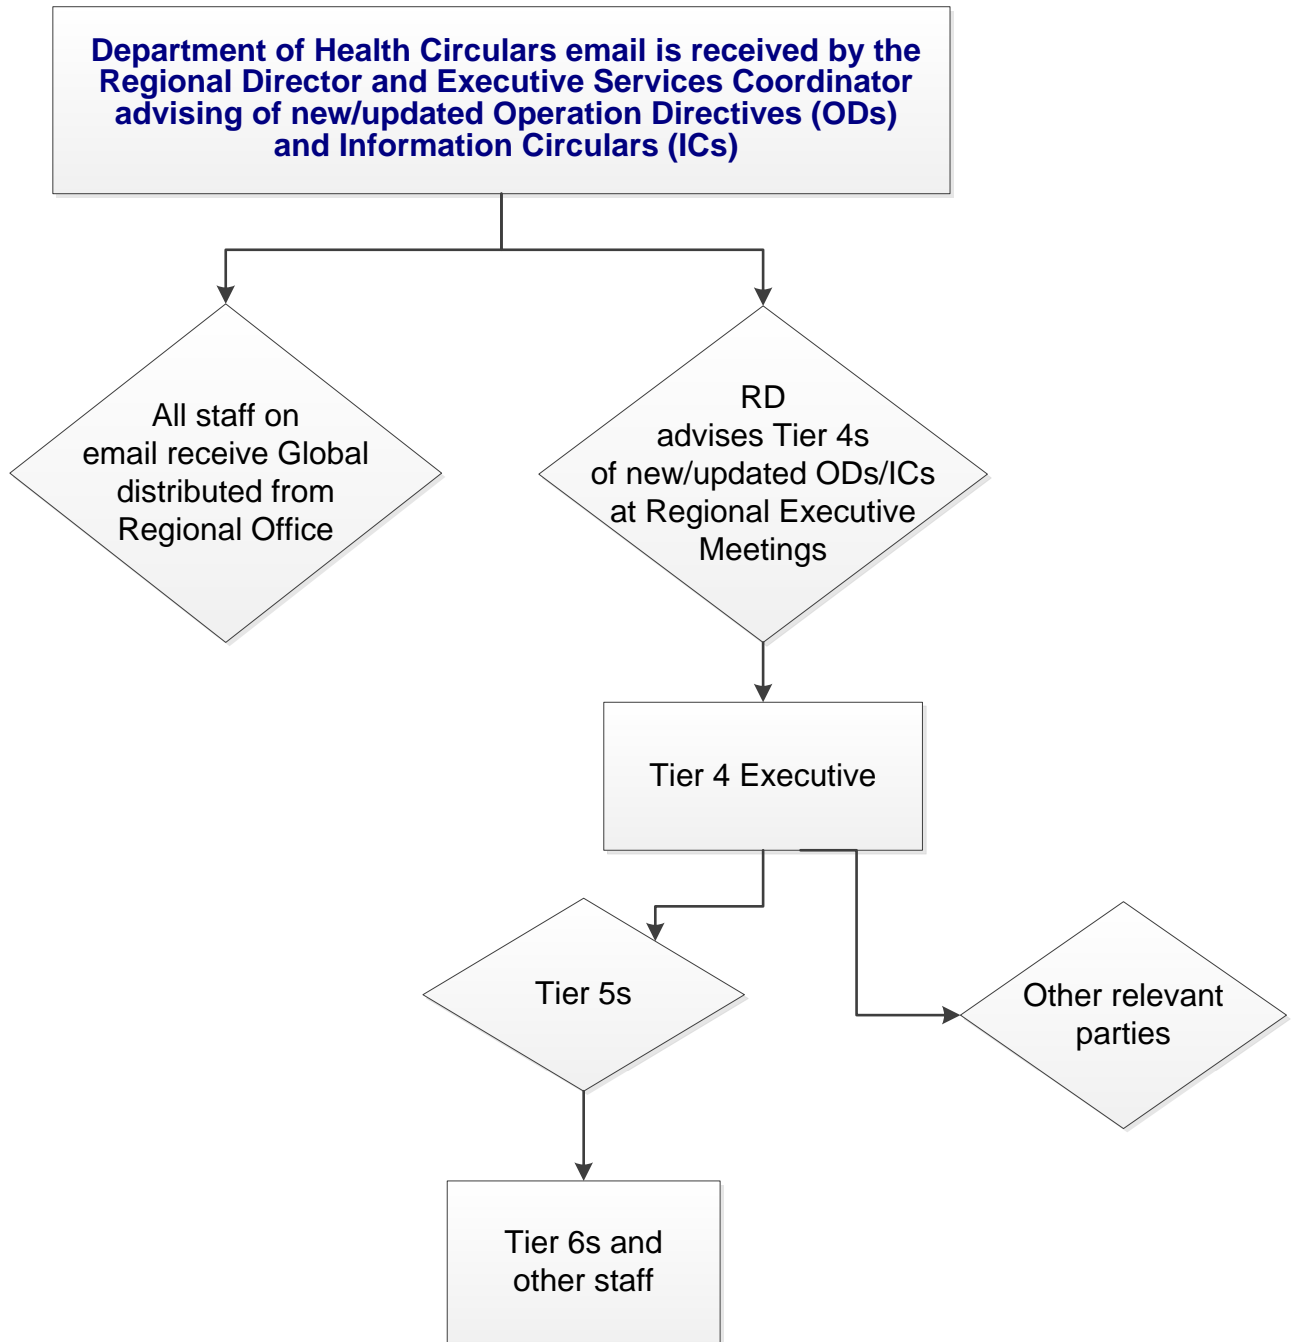 Department of Health Circulars email is received by the
Regional Director and Executive Services Coordinator
advising of new/updated Operation Directives (ODs)
and Information Circulars (ICs)
All staff on
email receive Global
distributed from
Regional Office
RD
advises Tier 4s
of new/updated ODs/ICs
at Regional Executive
Meetings
Tier 4 Executive
Tier 5s
Other relevant
parties
Tier 6s and
other staff